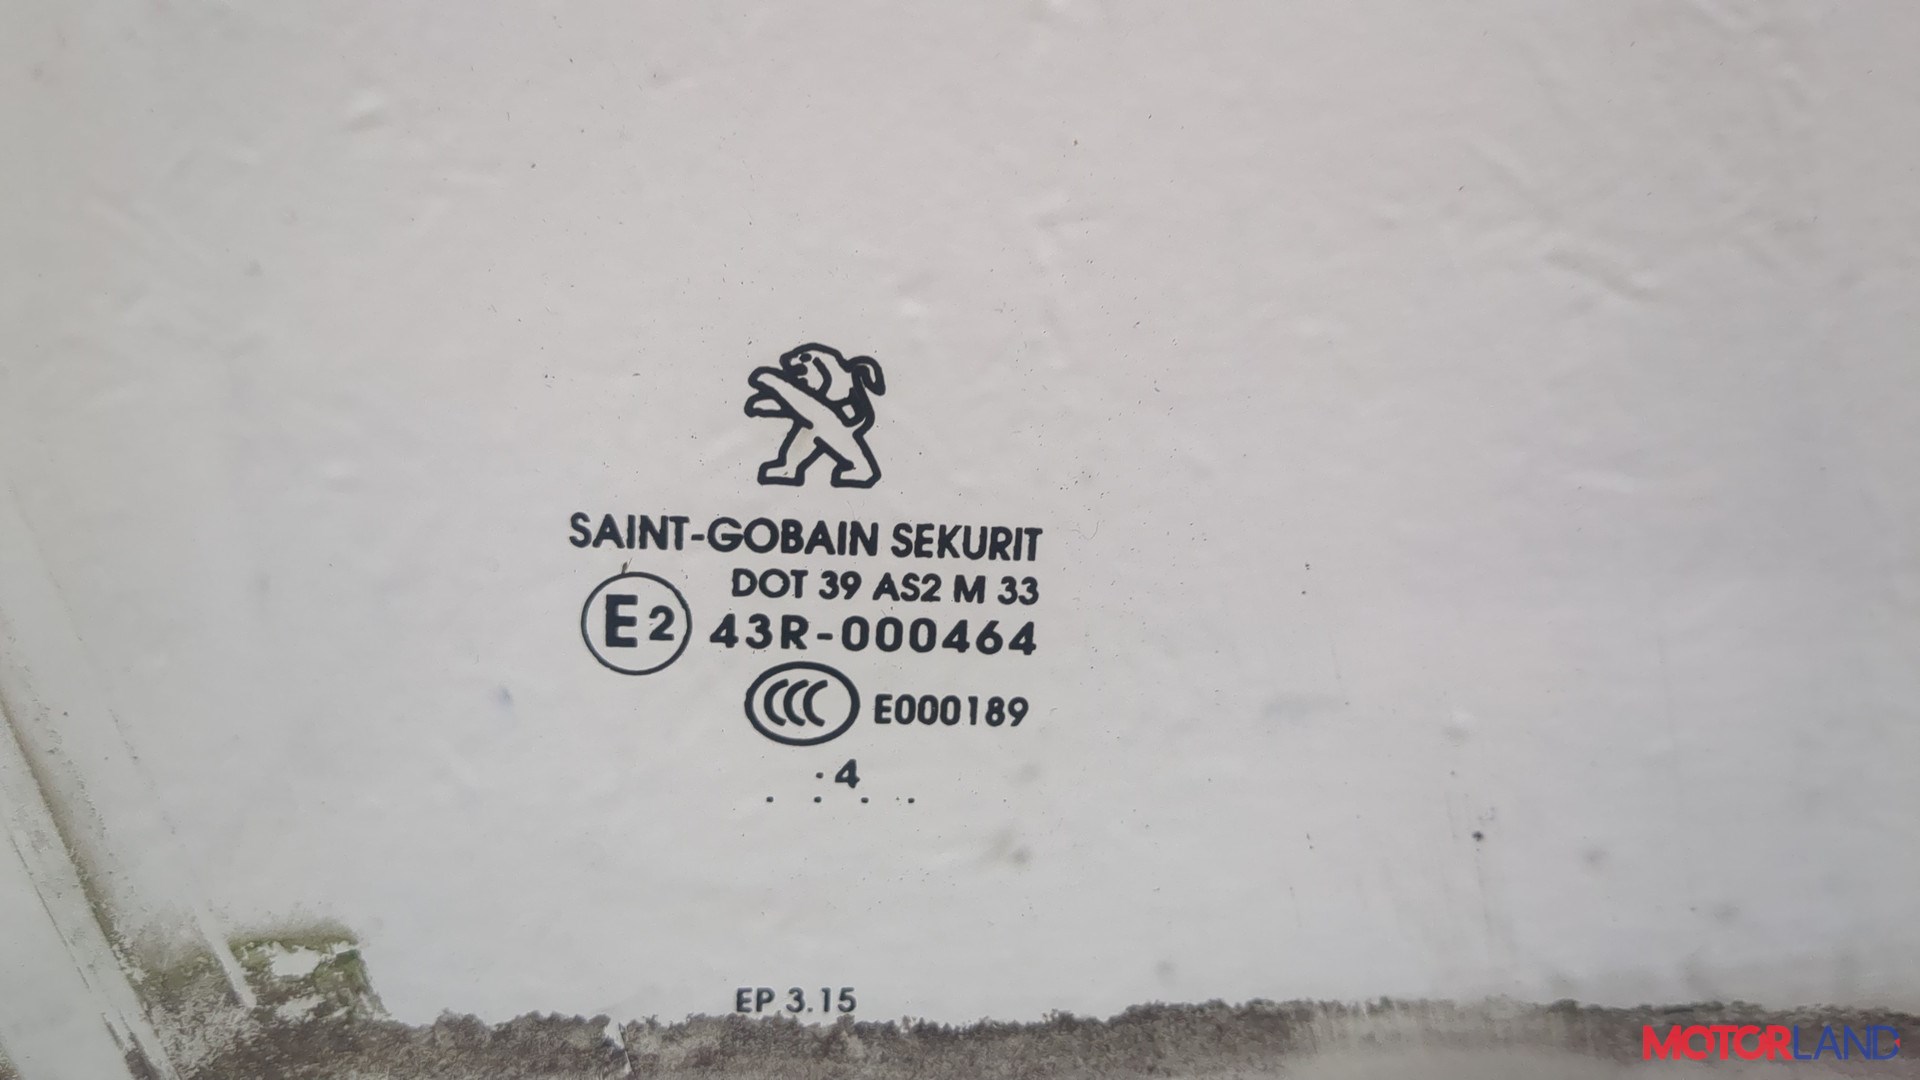 SAINT-GOBAIN SEKURIT
DOT 39 AS2 M 33
E2 43R-000464
CCC E000189
. 4
. . . ..
EP 3.15
MOTORLAND